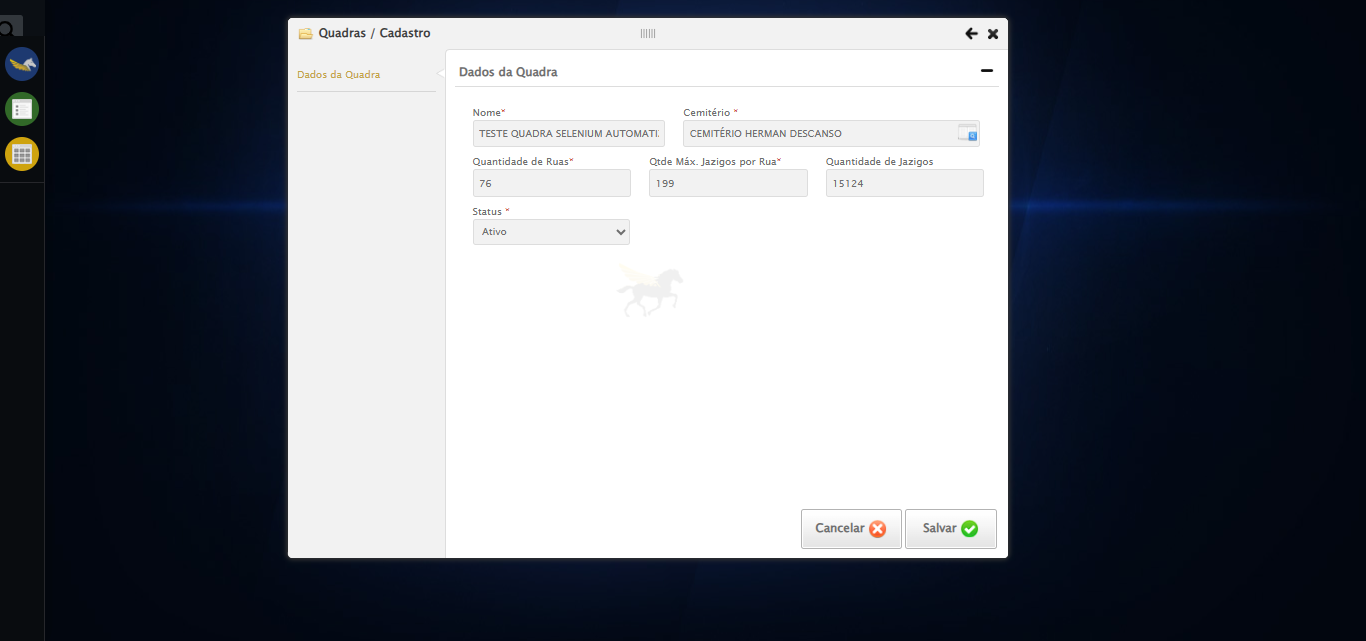 Quadras / Cadastro
Dados da Quadra
Dados da Quadra
Nome* Cemitério *
TESTE QUADRA SELENIUM CEMITÉRIO HERMAN DESCANSO
Quantidade de Ruas* Qtde Máx. Jazigos por Rua* Quantidade de Jazigos
76 199 15124
Status *
Ativo
Cancelar Salvar